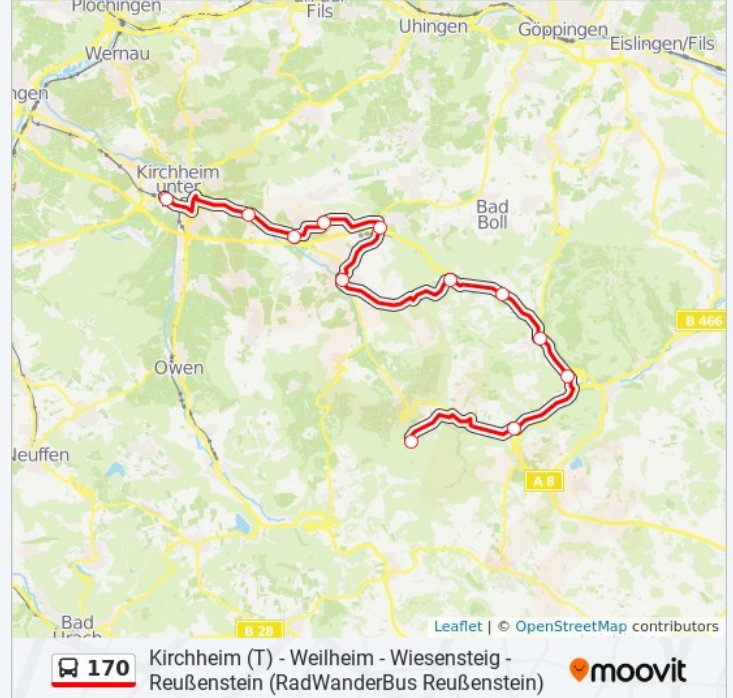 Plochingen
Fils
Uhingen
Göppingen
Eislingen/Fils
Wernau
ngen
Kirchheim
unter
Bad
Boll
B 466
Owen
Neuffen
A 8
Bad
Urach
B 28
Leaflet | © OpenStreetMap contributors
170
Kirchheim (T) - Weilheim - Wiesensteig -
Reußenstein (RadWanderBus Reußenstein)
moovit